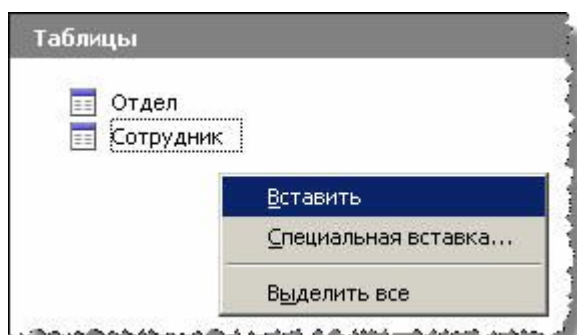 Таблицы
Отдел
Сотрудник
Вставить
Специальная вставка...
Выделить все